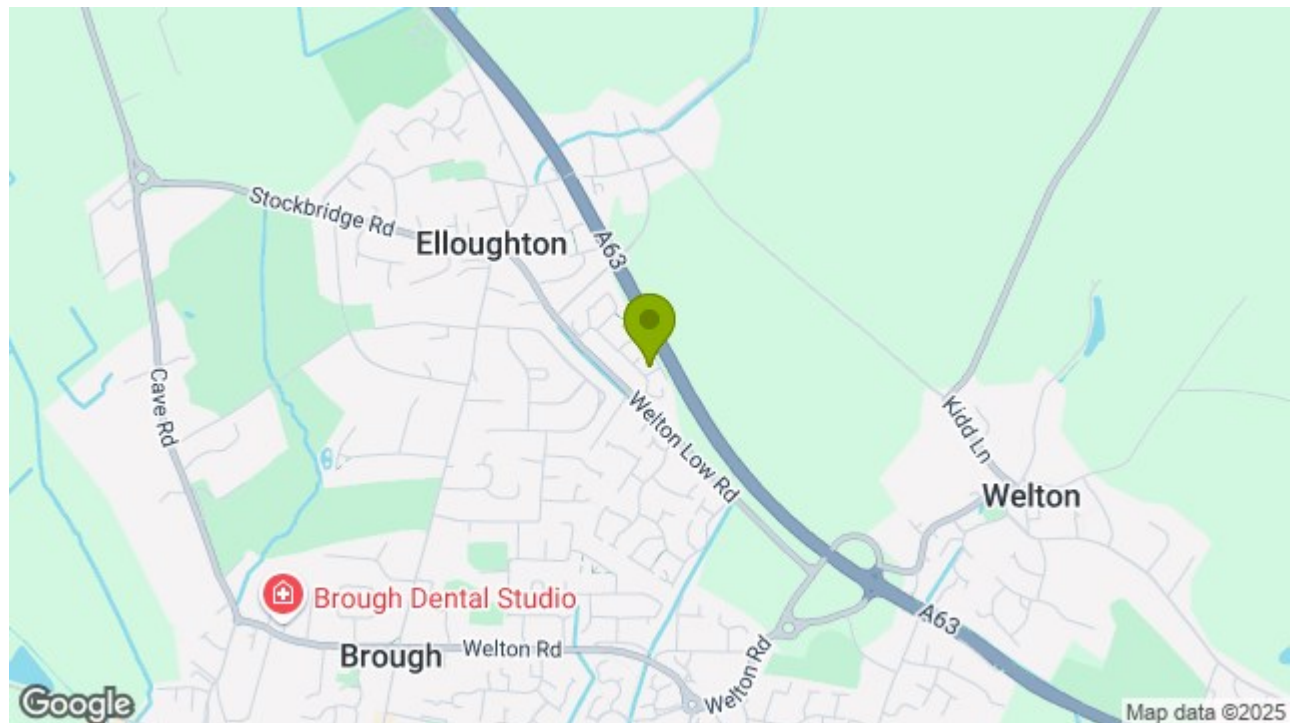 Stockbridge Rd
Elloughton
A63
Cave Rd
Welton Low Rd
Kidd Ln
Welton
Brough Dental Studio
A63
Welton Rd
Brough
Welton Rd
Google
Map data ©2025